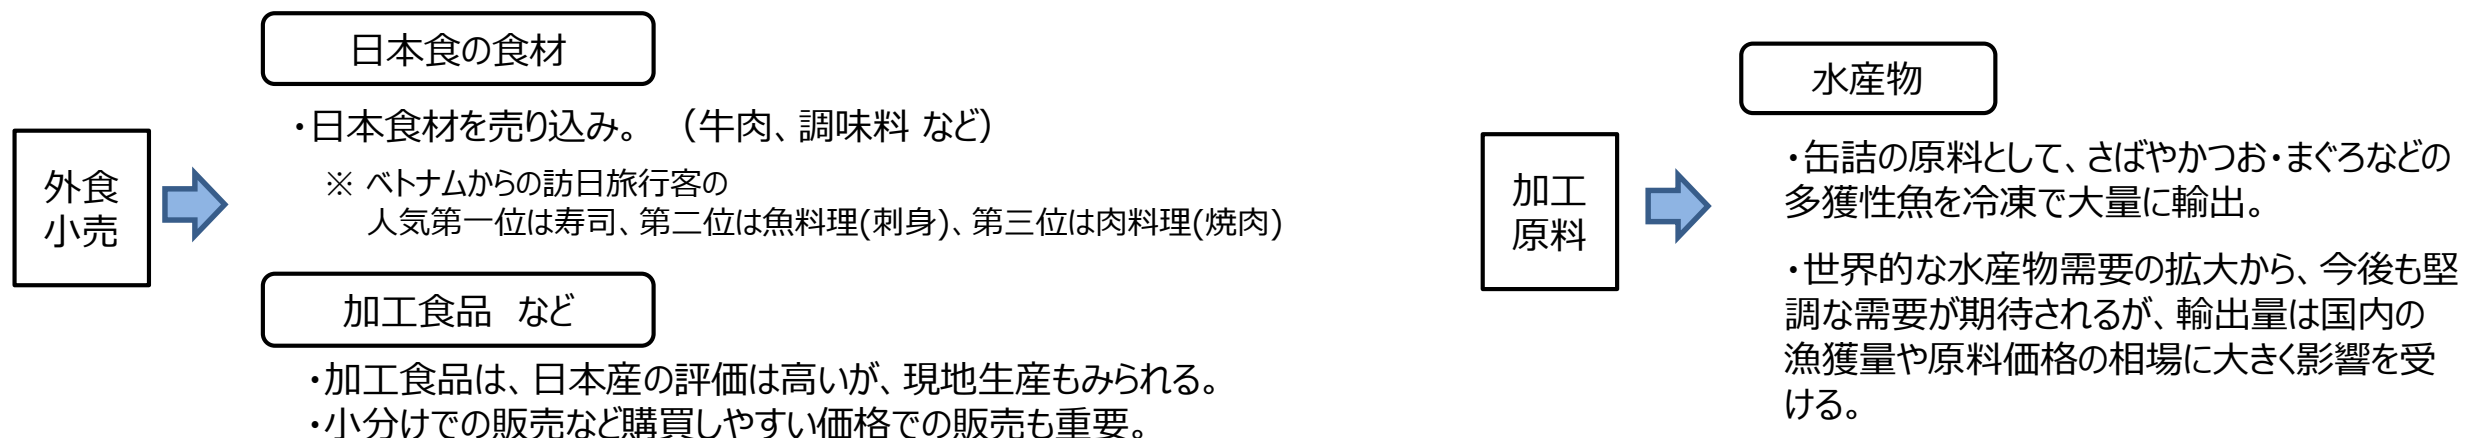 外食
小売
日本食の食材
・日本食材を売り込み。 （牛肉、調味料 など）
※ ベトナムからの訪日旅行客の
人気第一位は寿司、第二位は魚料理(刺身)、第三位は肉料理(焼肉)
加工食品 など
・加工食品は、日本産の評価は高いが、現地生産もみられる。
・小分けでの販売など購買しやすい価格での販売も重要。
加工
原料
水産物
・缶詰の原料として、さばやかつお・まぐろなどの
多獲性魚を冷凍で大量に輸出。
・世界的な水産物需要の拡大から、今後も堅
調な需要が期待されるが、輸出量は国内の
漁獲量や原料価格の相場に大きく影響を受
ける。